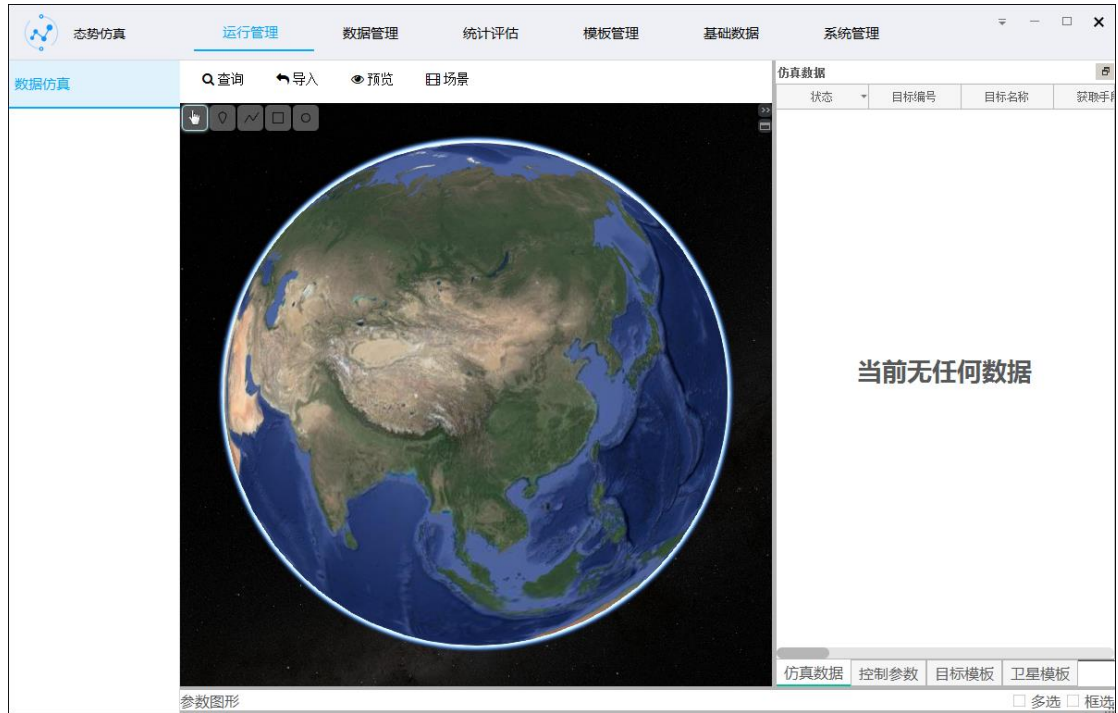 态势仿真 运行管理 数据管理 统计评估 模板管理 基础数据 系统管理
数据仿真
查询 导入 预览 场景
仿真数据
状态 目标编号 目标名称 获取手
当前无任何数据
仿真数据 控制参数 目标模板 卫星模板
参数图形 多选 框选